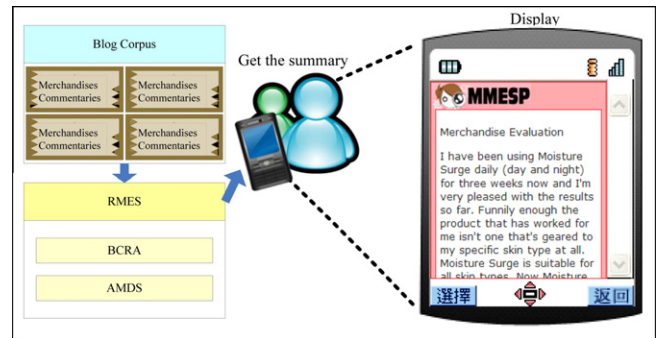 Blog Corpus
Merchandises
Commentaries
Merchandises
Commentaries
Merchandises
Commentaries
Merchandises
Commentaries
RMES
BCRA
AMDS
Get the summary
Display
MMESP
Merchandise Evaluation
I have been using Moisture
Surge daily (day and night)
for three weeks now and I'm
very pleased with the results
so far. Funnily enough the
product that has worked for
me isn't one that's geared to
my specific skin type at all.
Moisture Surge is suitable for
all skin types. Now Moisture
選擇
返回